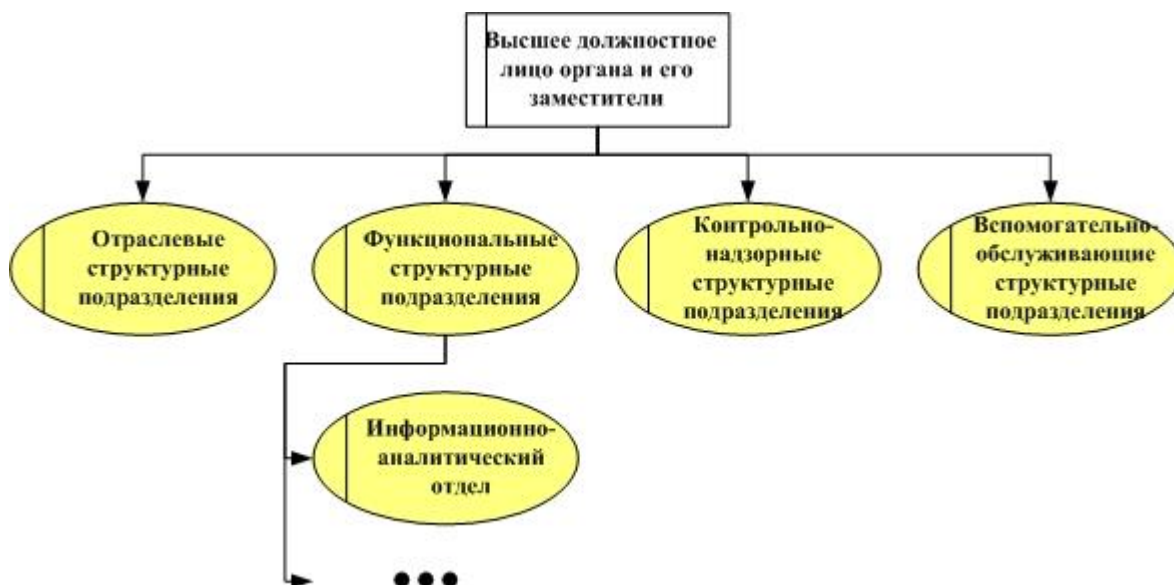 Высшее должностное
лицо органа и его
заместители
Отраслевые
структурные
подразделения
Функциональные
структурные
подразделения
Контрольно-
надзорные
структурные
подразделения
Вспомогательно-
обслуживающие
структурные
подразделения
Информационно-
аналитический
отдел
●●●